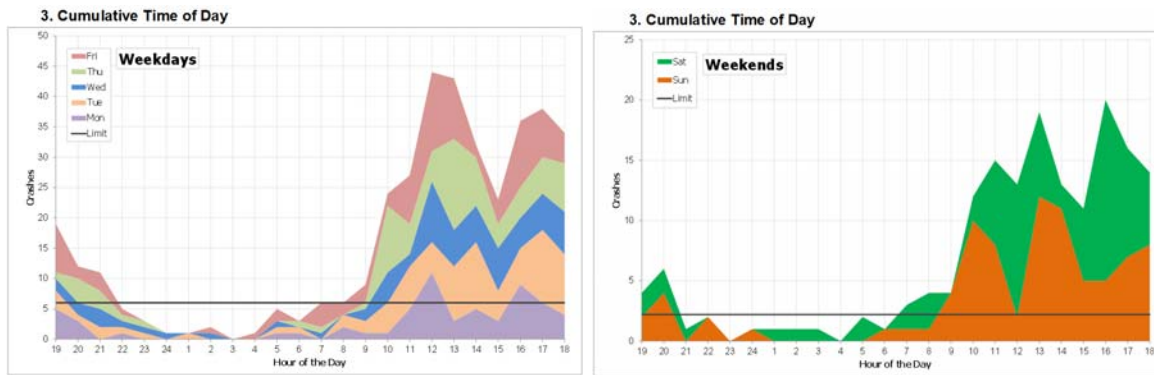 3. Cumulative Time of Day
50
45
40
35
30
25
20
15
10
5
0
Crashes
Fri
Thu
Wed
Tue
Mon
Limit
Weekdays
19 20 21 22 23 24 1 2 3 4 5 6 7 8 9 10 11 12 13 14 15 16 17 18
Hour of the Day
3. Cumulative Time of Day
25
20
15
10
5
0
Crashes
Sat
Sun
Limit
Weekends
19 20 21 22 23 24 1 2 3 4 5 6 7 8 9 10 11 12 13 14 15 16 17 18
Hour of the Day